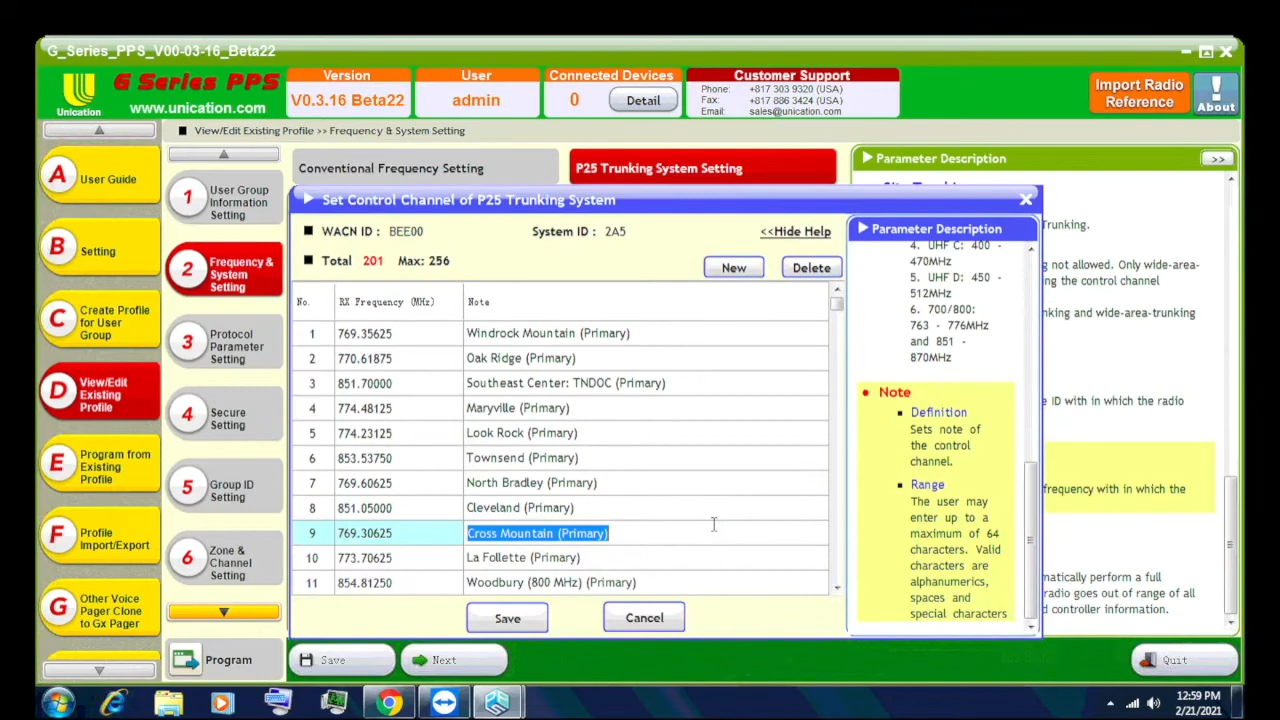 G_Series_PPS_V00-03-16_Beta22
Unication
G Series PPS
www.unication.com
Version
V0.3.16 Beta22
User
admin
Connected Devices
0
Detail
Customer Support
Phone: +817 303 9320 (USA)
Fax: +817 886 3424 (USA)
Email: sales@unication.com
Import Radio
Reference
!
About
View/Edit Existing Profile >> Frequency & System Setting
A
User Guide
B
Setting
C
Create Profile
for User
Group
D
View/Edit
Existing
Profile
E
Program from
Existing
Profile
F
Profile
Import/Export
G
Other Voice
Pager Clone
to Gx Pager
1
User Group
Information
Setting
2
Frequency &
System
Setting
3
Protocol
Parameter
Setting
4
Secure
Setting
5
Group ID
Setting
6
Zone &
Channel
Setting
Program
Conventional Frequency Setting
P25 Trunking System Setting
Parameter Description
>>
Set Control Channel of P25 Trunking System
WACN ID : BEE00
System ID : 2A5
<<Hide Help
Total 201 Max: 256
New
Delete
No. RX Frequency (MHz) Note
1 769.35625 Windrock Mountain (Primary)
2 770.61875 Oak Ridge (Primary)
3 851.70000 Southeast Center: TNDOC (Primary)
4 774.48125 Maryville (Primary)
5 774.23125 Look Rock (Primary)
6 853.53750 Townsend (Primary)
7 769.60625 North Bradley (Primary)
8 851.05000 Cleveland (Primary)
9 769.30625 Cross Mountain (Primary)
10 773.70625 La Follette (Primary)
11 854.81250 Woodbury (800 MHz) (Primary)
Save
Cancel
Parameter Description
4. UHF C: 400 -
470MHz
5. UHF D: 450 -
512MHz
6. 700/800:
763 - 776MHz
and 851 -
870MHz
Note
Definition
Sets note of
the control
channel.
Range
The user may
enter up to a
maximum of 64
characters. Valid
characters are
alphanumerics,
spaces and
special characters
unking.
g not allowed. Only wide-area-
ing the control channel
nking and wide-area-trunking
e ID with in which the radio
frequency with in which the
matically perform a full
radio goes out of range of all
d controller information.
Save
Next
Quit
12:59 PM
2/21/2021